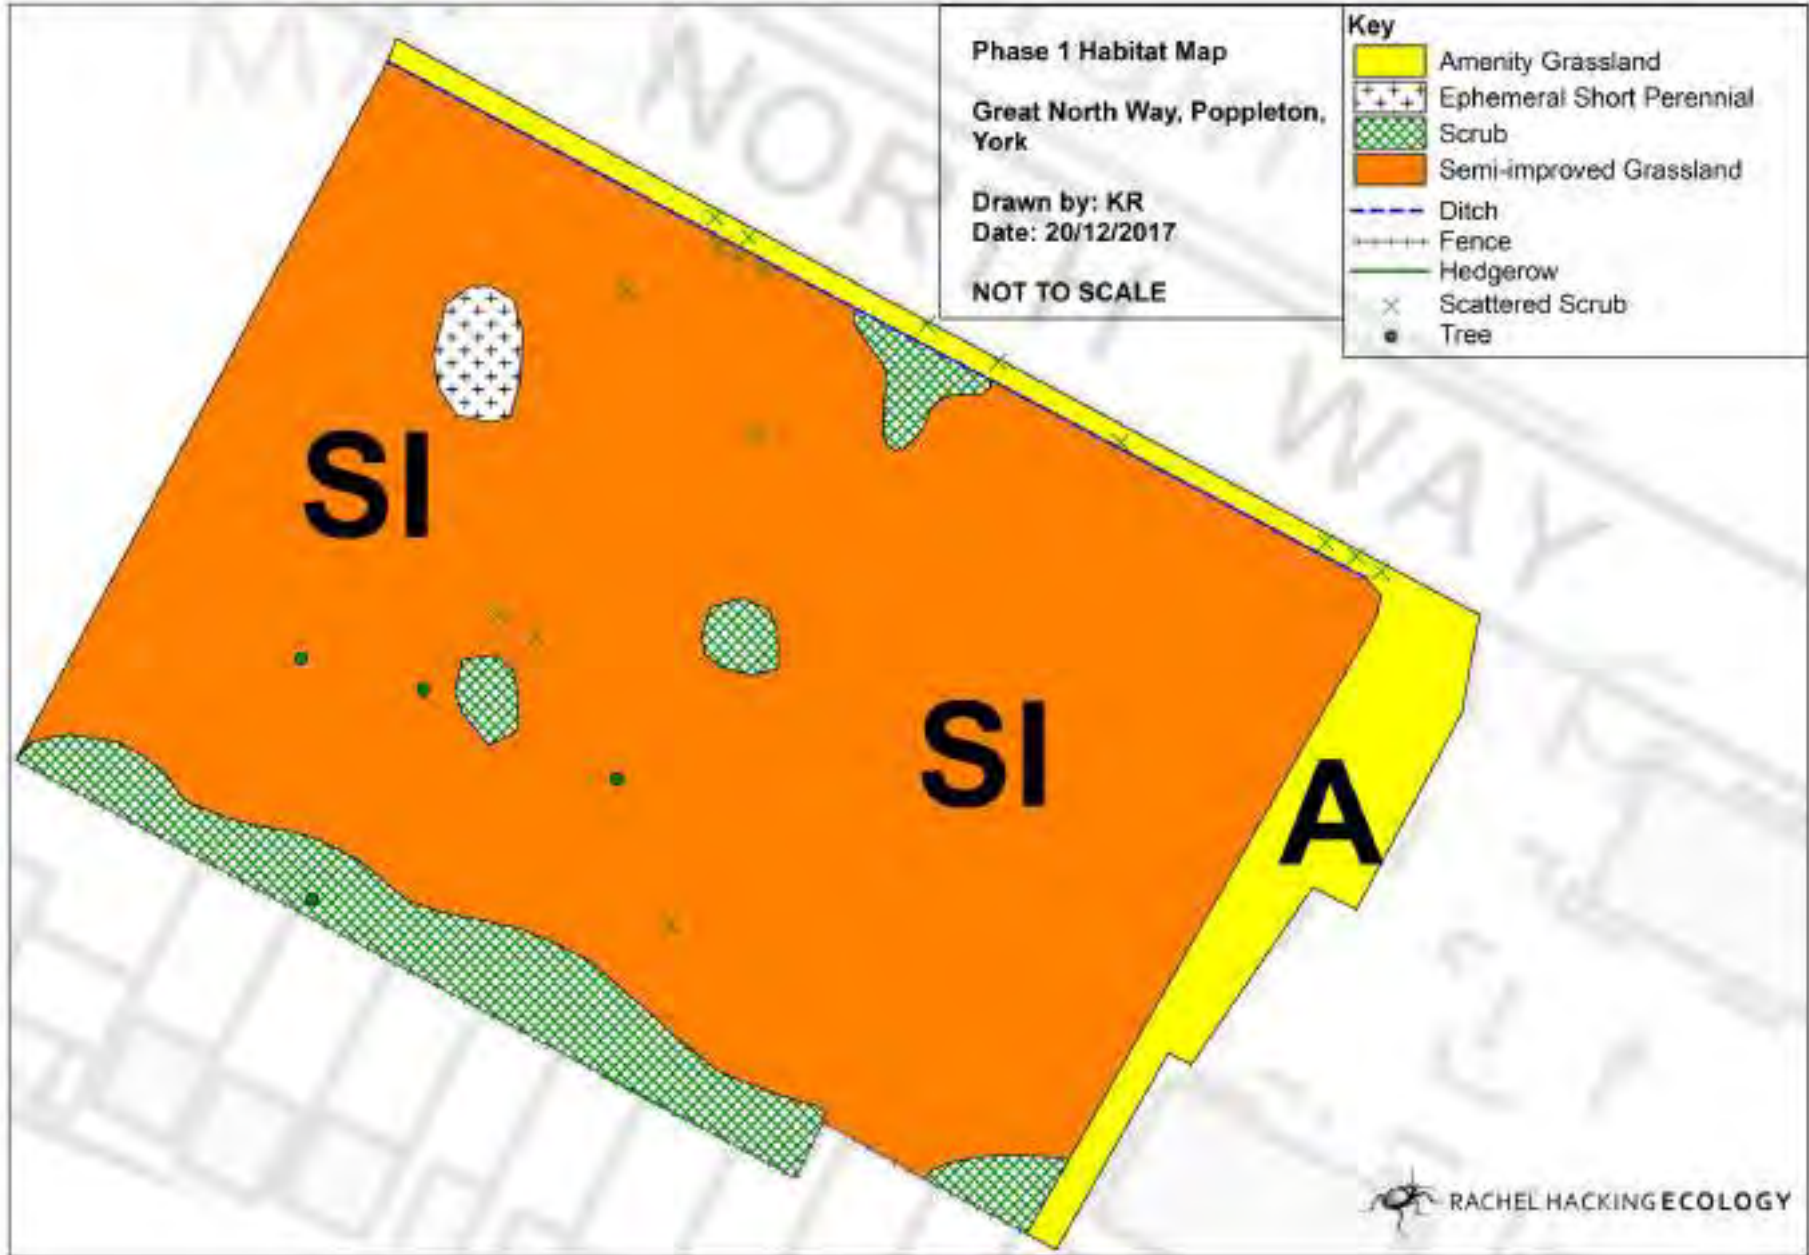 Phase 1 Habitat Map
Great North Way, Poppleton,
York
Drawn by: KR
Date: 20/12/2017
NOT TO SCALE
Key
Amenity Grassland
Ephemeral Short Perennial
Scrub
Semi-improved Grassland
Ditch
Fence
Hedgerow
Scattered Scrub
Tree
NORTH WAY
SI
SI
A
RACHEL HACKING ECOLOGY